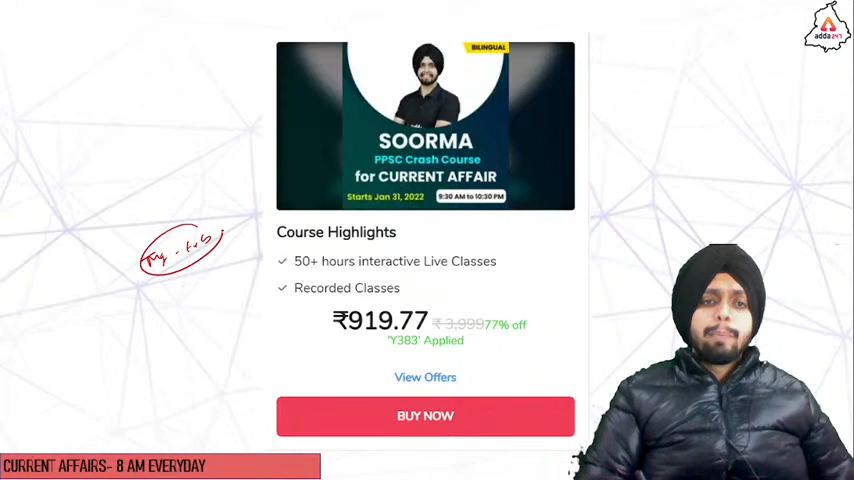 adda247
BILINGUAL
SOORMA
PPSC Crash Course
for CURRENT AFFAIR
Starts Jan 31, 2022
9:30 AM to 10:30 PM
Course Highlights
50+ hours interactive Live Classes
Recorded Classes
₹919.77 ₹ 3,999 77% off
'Y383' Applied
View Offers
BUY NOW
CURRENT AFFAIRS- 8 AM EVERYDAY